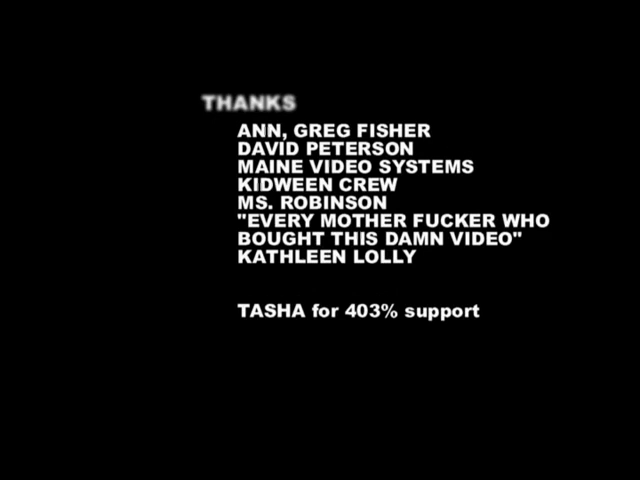 THANKS
ANN, GREG FISHER
DAVID PETERSON
MAINE VIDEO SYSTEMS
KIDWEEN CREW
MS. ROBINSON
"EVERY MOTHER FUCKER WHO
BOUGHT THIS DAMN VIDEO"
KATHLEEN LOLLY
TASHA for 403% support